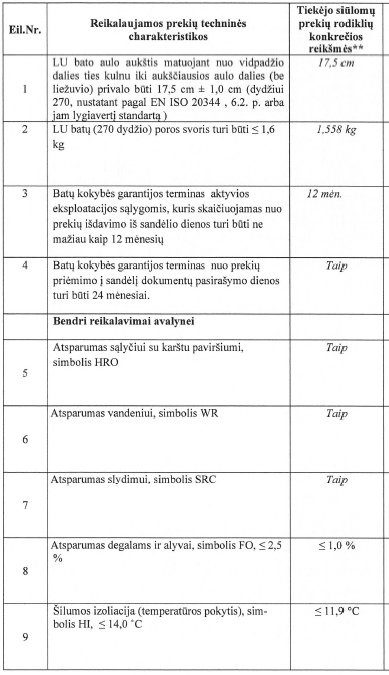 Eil.Nr.
Reikalaujamos prekių techninės
charakteristikos
Tiekėjo siūlomų
prekių rodiklių
konkrečios
reikšmės**
1
LU bato aulo aukštis matuojant nuo vidpadžio
dalies ties kulnu iki aukščiausios aulo dalies (be
liežuvio) privalo būti 17,5 cm ± 1,0 cm (dydžiui
270, nustatant pagal EN ISO 20344 , 6.2. p. arba
jam lygiavertį standartą )
17,5 cm
2
LU batų (270 dydžio) poros svoris turi būti ≤ 1,6
kg
1,558 kg
3
Batų kokybės garantijos terminas aktyvios
eksploatacijos sąlygomis, kuris skaičiuojamas nuo
prekių išdavimo iš sandėlio dienos turi būti ne
mažiau kaip 12 mėnesių
12 mėn.
4
Batų kokybės garantijos terminas nuo prekių
priėmimo į sandėlį dokumentų pasirašymo dienos
turi būti 24 mėnesiai.
Taip
Bendri reikalavimai avalynei
5
Atsparumas sąlyčiui su karštu paviršiumi,
simbolis HRO
Taip
6
Atsparumas vandeniui, simbolis WR
Taip
7
Atsparumas slydimui, simbolis SRC
Taip
8
Atsparumas degalams ir alyvai, simbolis FO, ≤ 2,5
%
≤ 1,0 %
9
Šilumos izoliacija (temperatūros pokytis), sim-
bolis HI, ≤ 14,0 ˚C
≤ 11,9 °C